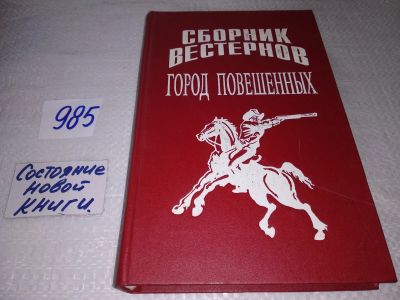 СБОРНИК
ВЕСТЕРНОВ
ГОРОД ПОВЕШЕННЫХ
985
Состояние
новой
книги.